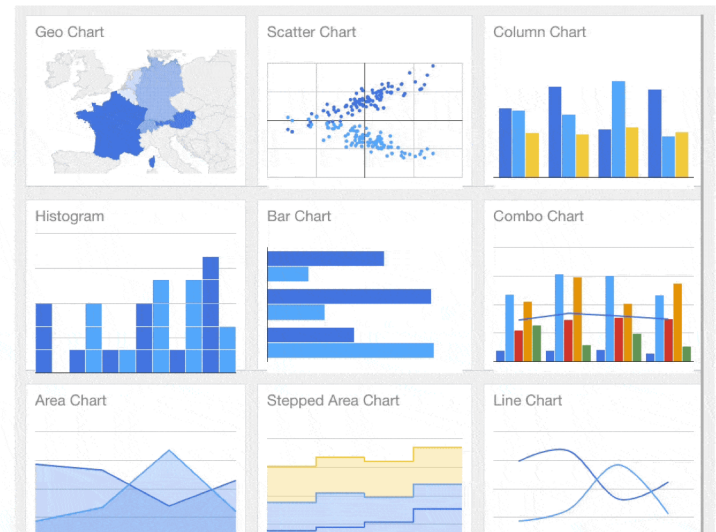 Geo Chart
Scatter Chart
Column Chart
Histogram
Bar Chart
Combo Chart
Area Chart
Stepped Area Chart
Line Chart